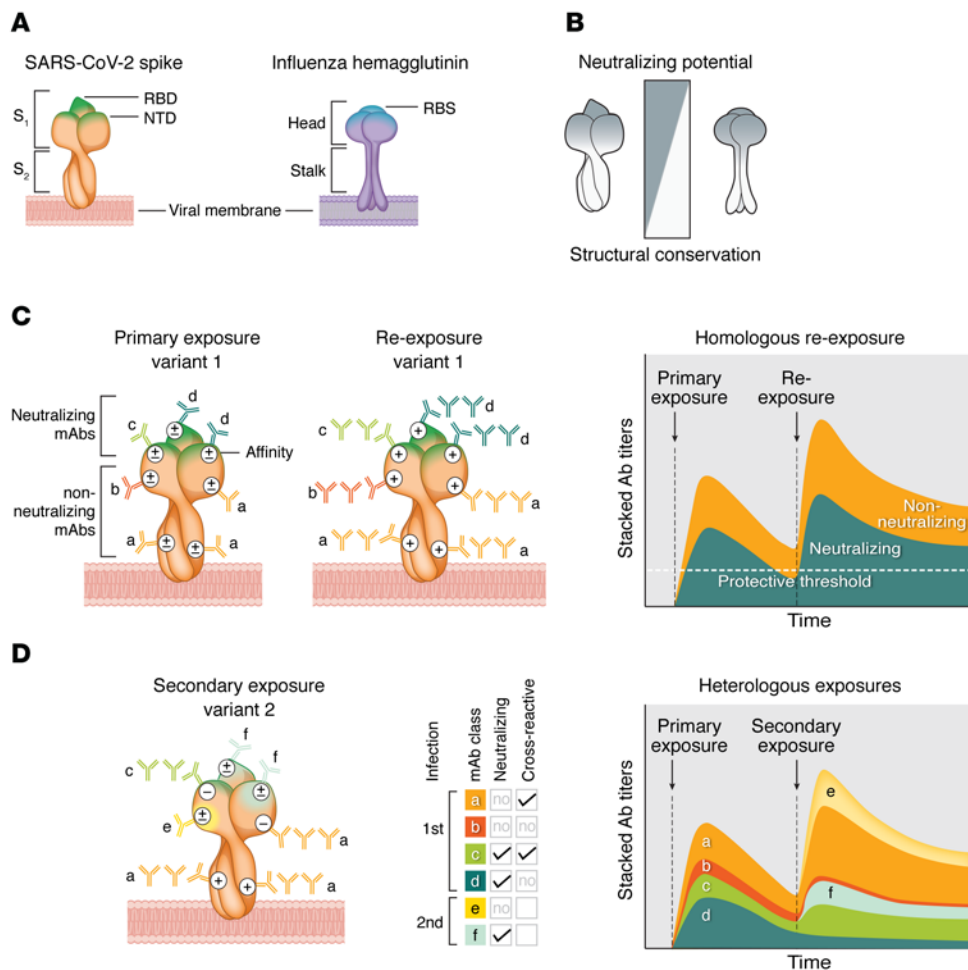 A
SARS-CoV-2 spike
Influenza hemagglutinin
RBD
NTD
S1
S2
RBS
Head
Stalk
Viral membrane
B
Neutralizing potential
Structural conservation
C
Primary exposure
variant 1
Re-exposure
variant 1
Neutralizing
mAbs
non-
neutralizing
mAbs
d
c
d
Affinity
b
a
a
a
±
±
±
±
±
±
±
d
c
d
b
a
a
a
+
+
+
+
+
+
+
Homologous re-exposure
Primary
exposure
Re-
exposure
Stacked Ab titers
Non-
neutralizing
Neutralizing
Protective threshold
Time
D
Secondary exposure
variant 2
f
f
c
e
a
a
a
±
−
±
±
−
+
+
Infection
mAb class
Neutralizing
Cross-reactive
1st
a no ✓
b no no
c ✓ ✓
d ✓ no
2nd
e no
f ✓
Heterologous exposures
Primary
exposure
Secondary
exposure
Stacked Ab titers
a
b
c
d
e
f
Time